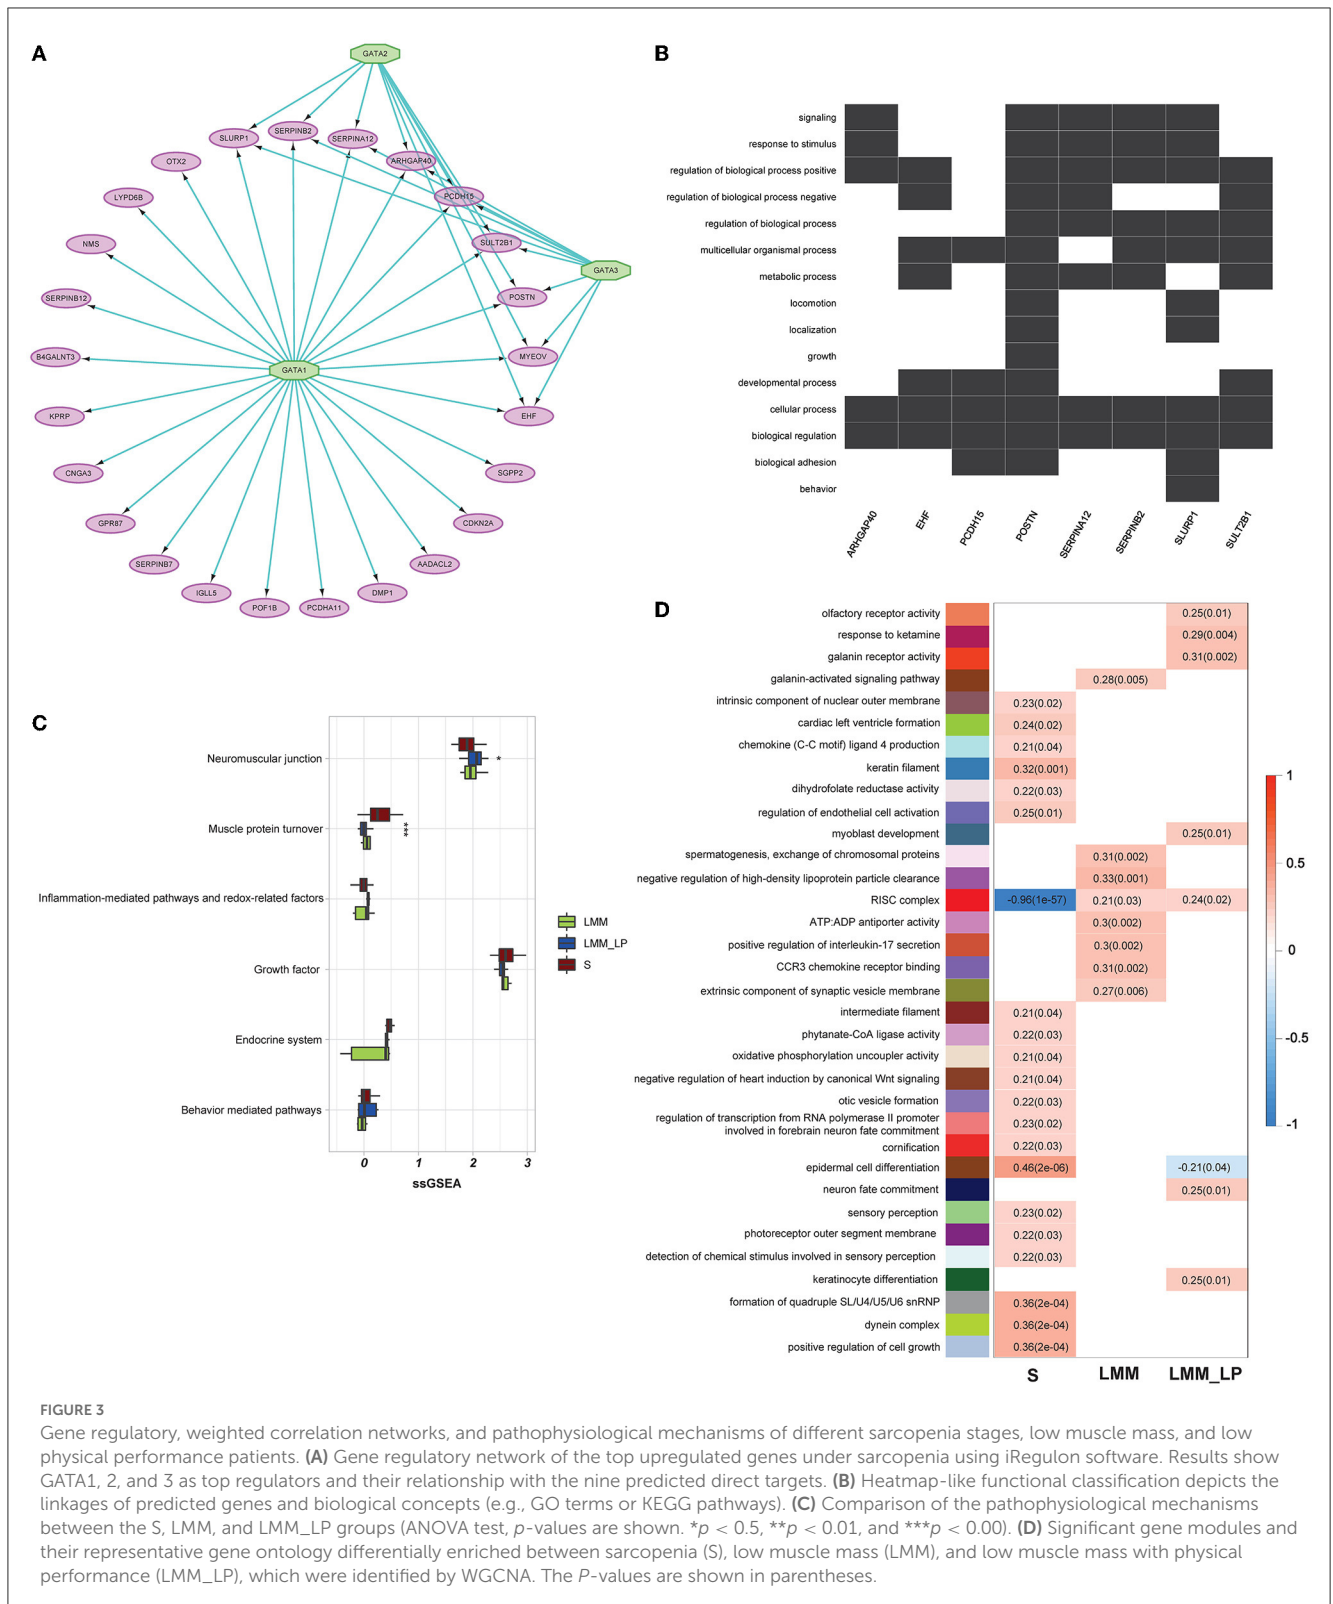 A
GATA2
SLURP1
SERPINB2
SERPINA12
ARHGAP40
OTX2
PCDH15
LYPD6B
NMS
SULT2B1
GATA3
SERPINB12
POSTN
B4GALNT3
MYEOV
GATA1
KPRP
EHF
CNGA3
SGPP2
GPR87
CDKN2A
SERPINB7
AADACL2
IGLL5
DMP1
POF1B
PCDHA11
B
signaling
response to stimulus
regulation of biological process positive
regulation of biological process negative
regulation of biological process
multicellular organismal process
metabolic process
locomotion
localization
growth
developmental process
cellular process
biological regulation
biological adhesion
behavior
ARHGAP40
EHF
PCDH15
POSTN
SERPINA12
SERPINB2
SLURP1
SULT2B1
C
Neuromuscular junction
*
Muscle protein turnover
***
Inflammation-mediated pathways and redox-related factors
Growth factor
Endocrine system
Behavior mediated pathways
0 1 2 3
ssGSEA
LMM
LMM_LP
S
D
olfactory receptor activity 0.25(0.01)
response to ketamine 0.29(0.004)
galanin receptor activity 0.31(0.002)
galanin-activated signaling pathway 0.28(0.005)
intrinsic component of nuclear outer membrane 0.23(0.02)
cardiac left ventricle formation 0.24(0.02)
chemokine (C-C motif) ligand 4 production 0.21(0.04)
keratin filament 0.32(0.001)
dihydrofolate reductase activity 0.22(0.03)
regulation of endothelial cell activation 0.25(0.01)
myoblast development 0.25(0.01)
spermatogenesis, exchange of chromosomal proteins 0.31(0.002)
negative regulation of high-density lipoprotein particle clearance 0.33(0.001)
RISC complex -0.96(1e-57) 0.21(0.03) 0.24(0.02)
ATP:ADP antiporter activity 0.3(0.002)
positive regulation of interleukin-17 secretion 0.3(0.002)
CCR3 chemokine receptor binding 0.31(0.002)
extrinsic component of synaptic vesicle membrane 0.27(0.006)
intermediate filament 0.21(0.04)
phytanate-CoA ligase activity 0.22(0.03)
oxidative phosphorylation uncoupler activity 0.21(0.04)
negative regulation of heart induction by canonical Wnt signaling 0.21(0.04)
otic vesicle formation 0.22(0.03)
regulation of transcription from RNA polymerase II promoter
involved in forebrain neuron fate commitment 0.23(0.02)
cornification 0.22(0.03)
epidermal cell differentiation 0.46(2e-06) -0.21(0.04)
neuron fate commitment 0.25(0.01)
sensory perception 0.23(0.02)
photoreceptor outer segment membrane 0.22(0.03)
detection of chemical stimulus involved in sensory perception 0.22(0.03)
keratinocyte differentiation 0.25(0.01)
formation of quadruple SL/U4/U5/U6 snRNP 0.36(2e-04)
dynein complex 0.36(2e-04)
positive regulation of cell growth 0.36(2e-04)
S LMM LMM_LP
1
0.5
0
-0.5
-1
FIGURE 3
Gene regulatory, weighted correlation networks, and pathophysiological mechanisms of different sarcopenia stages, low muscle mass, and low
physical performance patients. (A) Gene regulatory network of the top upregulated genes under sarcopenia using iRegulon software. Results show
GATA1, 2, and 3 as top regulators and their relationship with the nine predicted direct targets. (B) Heatmap-like functional classification depicts the
linkages of predicted genes and biological concepts (e.g., GO terms or KEGG pathways). (C) Comparison of the pathophysiological mechanisms
between the S, LMM, and LMM_LP groups (ANOVA test, p-values are shown. *p < 0.5, **p < 0.01, and ***p < 0.00). (D) Significant gene modules and
their representative gene ontology differentially enriched between sarcopenia (S), low muscle mass (LMM), and low muscle mass with physical
performance (LMM_LP), which were identified by WGCNA. The P-values are shown in parentheses.